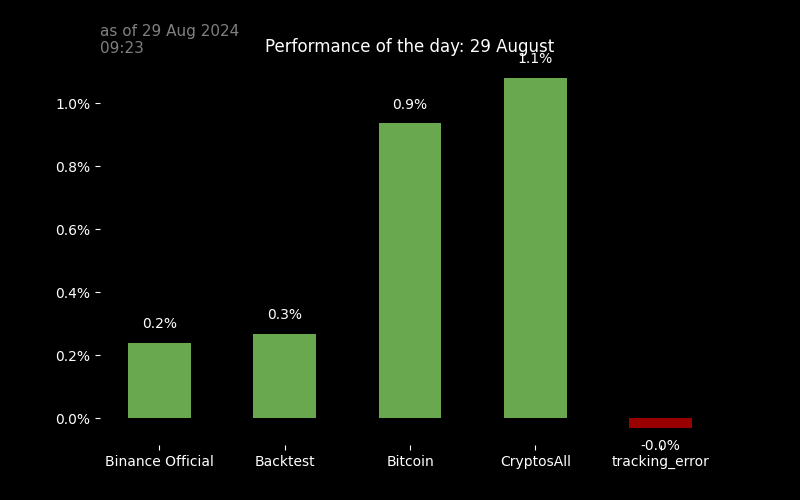 as of 29 Aug 2024
09:23
Performance of the day: 29 August
1.1%
1.0%
0.9%
0.8%
0.6%
0.4%
0.3%
0.2%
0.2%
0.0%
-0.0%
Binance Official
Backtest
Bitcoin
CryptosAll
tracking_error